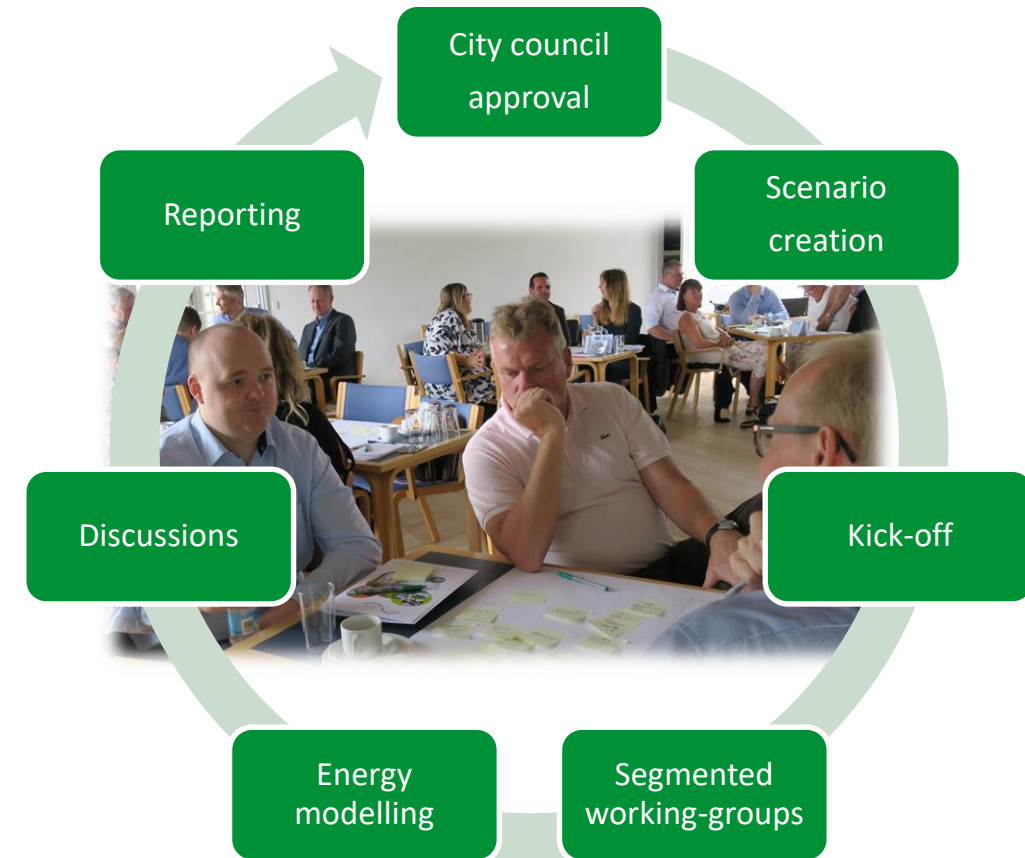 City council
approval
Scenario
creation
Kick-off
Segmented
working-groups
Energy
modelling
Discussions
Reporting